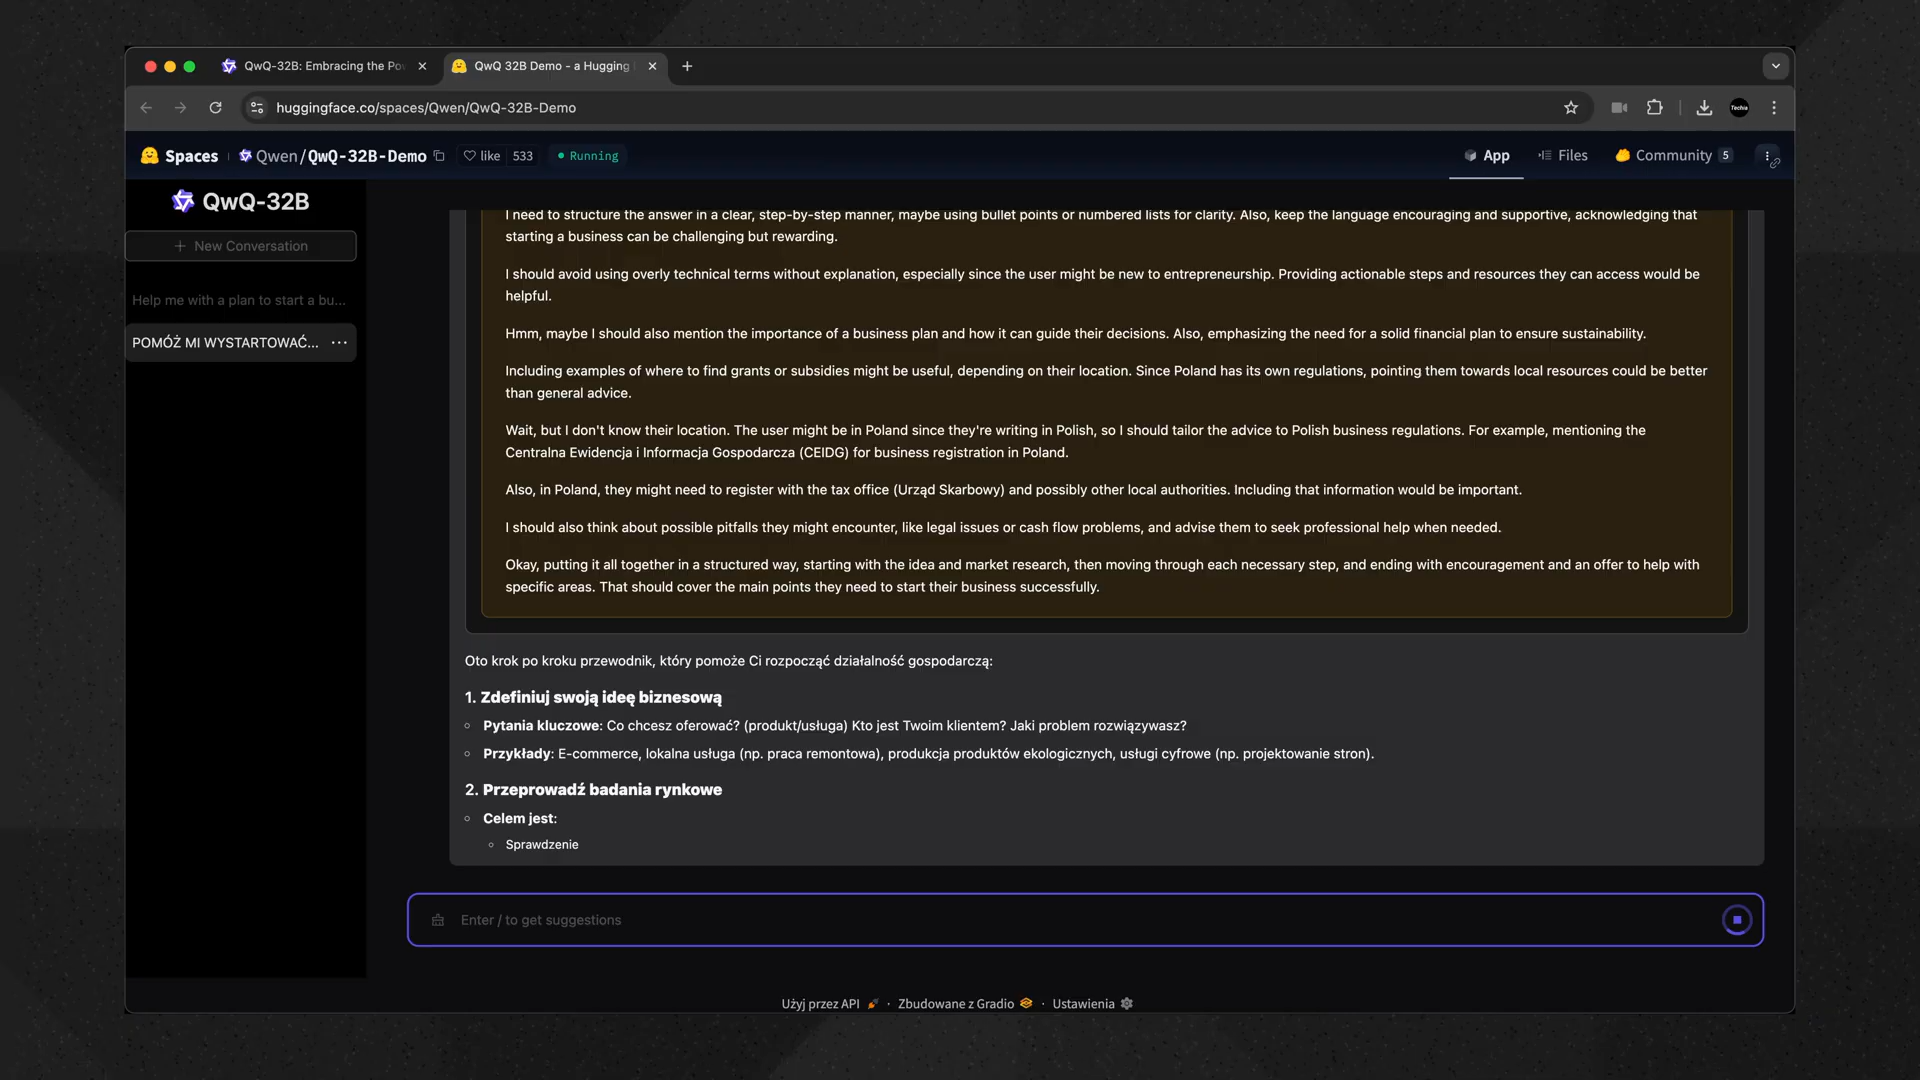 QwQ-32B: Embracing the Pow
QwQ 32B Demo - a Hugging
huggingface.co/spaces/Qwen/QwQ-32B-Demo
Techia
Spaces
Qwen/QwQ-32B-Demo
like 533
Running
App
Files
Community 5
QwQ-32B
+ New Conversation
Help me with a plan to start a bu...
POMÓŻ MI WYSTARTOWAĆ... ···
I need to structure the answer in a clear, step-by-step manner, maybe using bullet points or numbered lists for clarity. Also, keep the language encouraging and supportive, acknowledging that
starting a business can be challenging but rewarding.
I should avoid using overly technical terms without explanation, especially since the user might be new to entrepreneurship. Providing actionable steps and resources they can access would be
helpful.
Hmm, maybe I should also mention the importance of a business plan and how it can guide their decisions. Also, emphasizing the need for a solid financial plan to ensure sustainability.
Including examples of where to find grants or subsidies might be useful, depending on their location. Since Poland has its own regulations, pointing them towards local resources could be better
than general advice.
Wait, but I don't know their location. The user might be in Poland since they're writing in Polish, so I should tailor the advice to Polish business regulations. For example, mentioning the
Centralna Ewidencja i Informacja Gospodarcza (CEIDG) for business registration in Poland.
Also, in Poland, they might need to register with the tax office (Urząd Skarbowy) and possibly other local authorities. Including that information would be important.
I should also think about possible pitfalls they might encounter, like legal issues or cash flow problems, and advise them to seek professional help when needed.
Okay, putting it all together in a structured way, starting with the idea and market research, then moving through each necessary step, and ending with encouragement and an offer to help with
specific areas. That should cover the main points they need to start their business successfully.
Oto krok po kroku przewodnik, który pomoże Ci rozpocząć działalność gospodarczą:
1. Zdefiniuj swoją ideę biznesową
Pytania kluczowe: Co chcesz oferować? (produkt/usługa) Kto jest Twoim klientem? Jaki problem rozwiązywasz?
Przykłady: E-commerce, lokalna usługa (np. praca remontowa), produkcja produktów ekologicznych, usługi cyfrowe (np. projektowanie stron).
2. Przeprowadź badania rynkowe
Celem jest:
Sprawdzenie
Enter / to get suggestions
Użyj przez API · Zbudowane z Gradio · Ustawienia